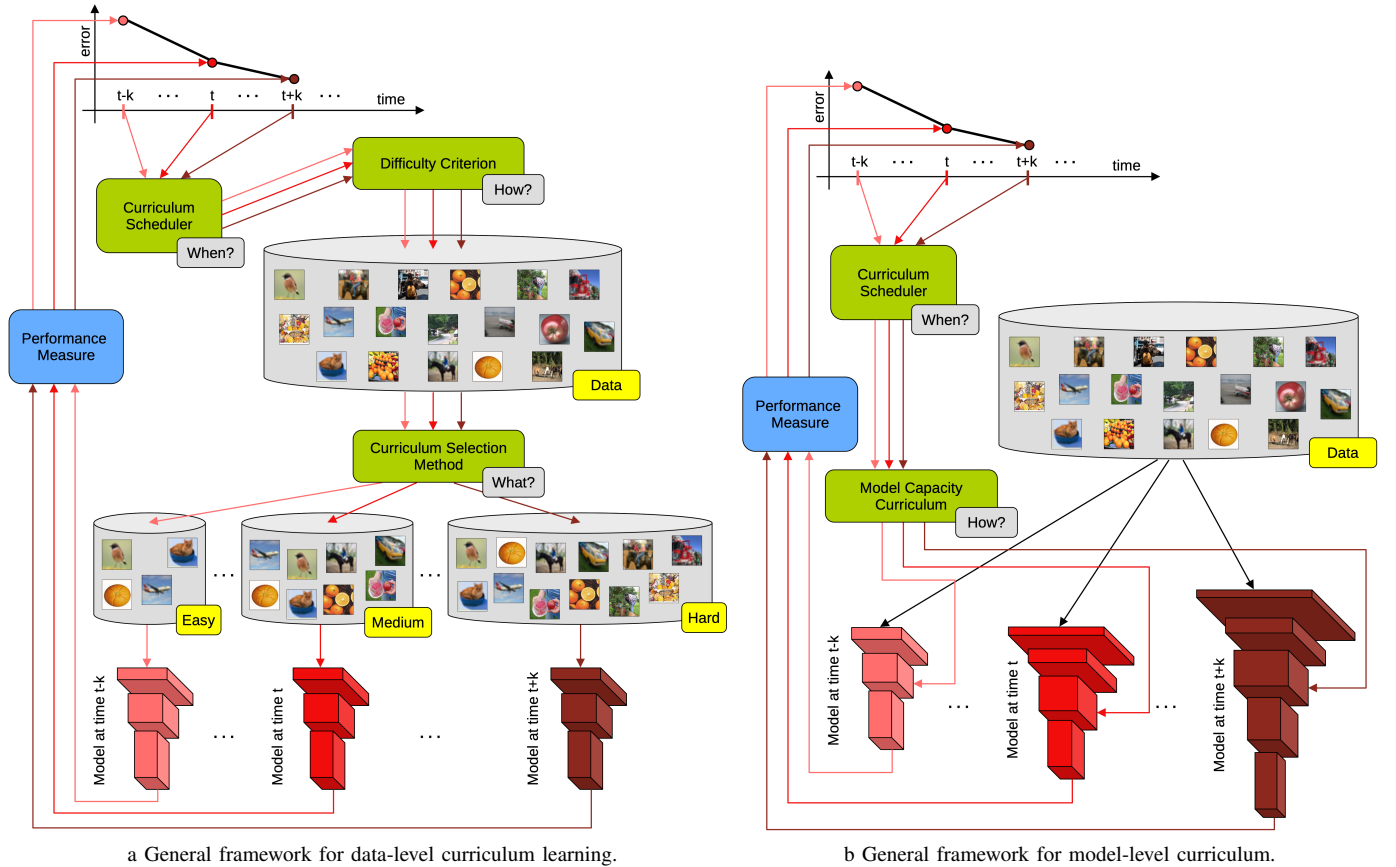 error
t-k ... t ... t+k ... time
Difficulty Criterion
How?
Curriculum
Scheduler
When?
Performance
Measure
Data
Curriculum Selection
Method
What?
... ...
Easy
Medium
Hard
Model at time t-k
...
Model at time t
...
Model at time t+k
a General framework for data-level curriculum learning.
error
t-k ... t ... t+k ... time
Curriculum
Scheduler
When?
Performance
Measure
Data
Model Capacity
Curriculum
How?
Model at time t-k
...
Model at time t
...
Model at time t+k
b General framework for model-level curriculum.